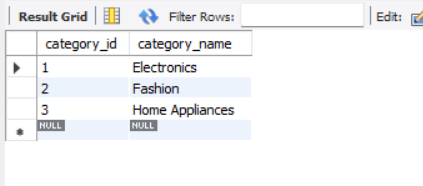 Result Grid Filter Rows: Edit:
category_id category_name
1 Electronics
2 Fashion
3 Home Appliances
NULL NULL